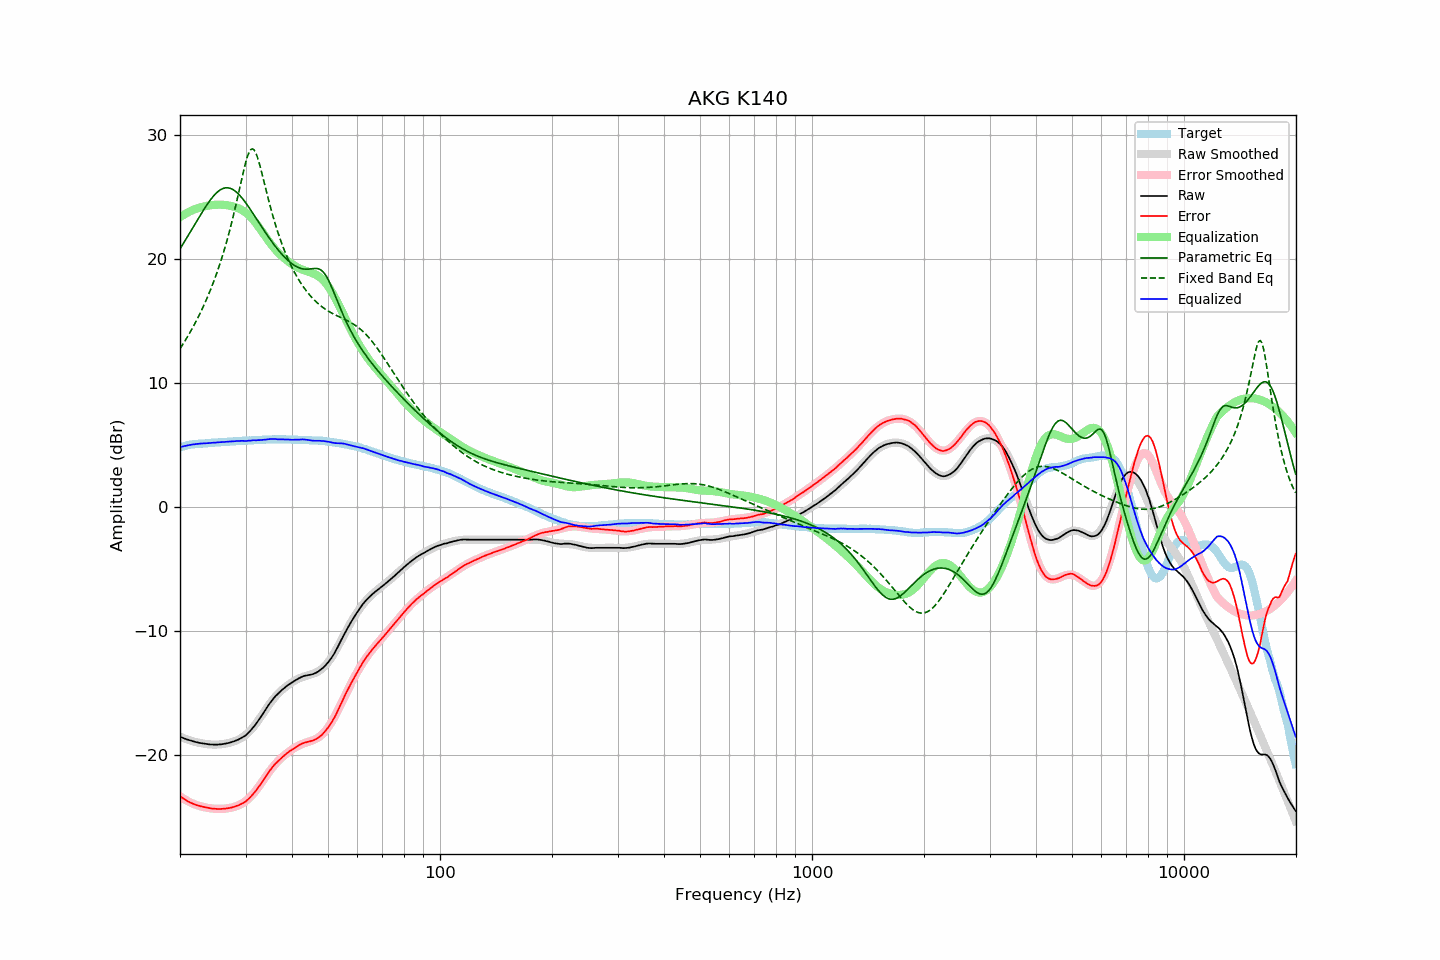 AKG K140
Amplitude (dBr)
30
20
10
0
−10
−20
100
1000
10000
Frequency (Hz)
Target
Raw Smoothed
Error Smoothed
Raw
Error
Equalization
Parametric Eq
Fixed Band Eq
Equalized